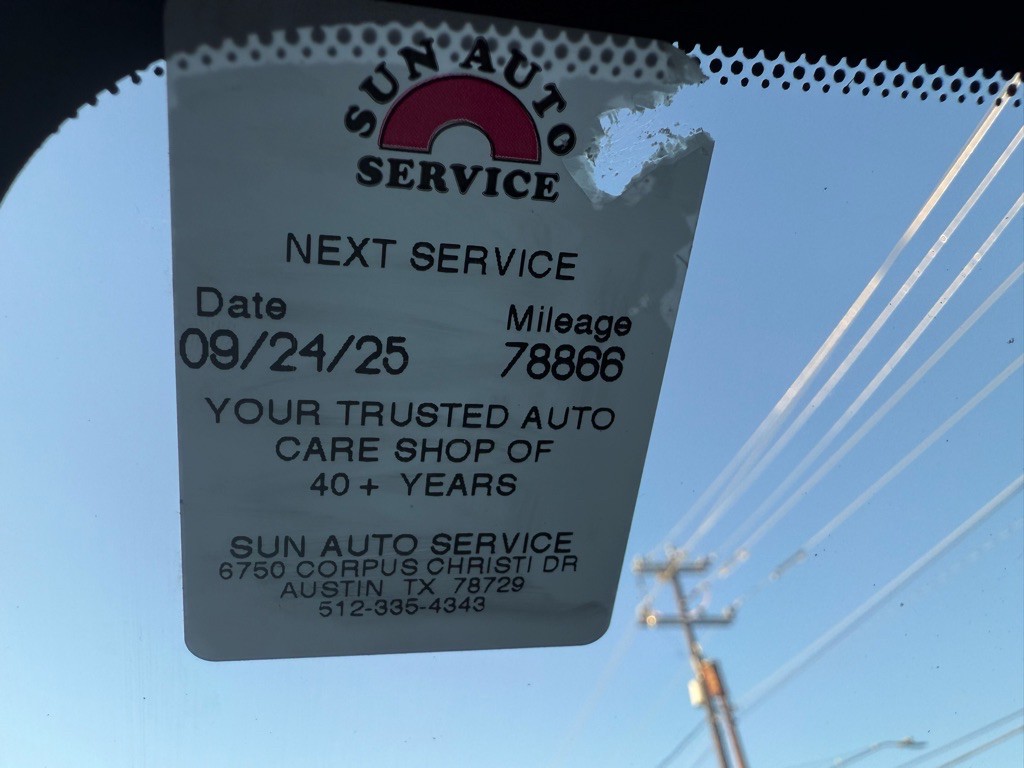 SUN AUTO
SERVICE
NEXT SERVICE
Date Mileage
09/24/25 78866
YOUR TRUSTED AUTO
CARE SHOP OF
40 + YEARS
SUN AUTO SERVICE
6750 CORPUS CHRISTI DR
AUSTIN TX 78729
512-335-4343